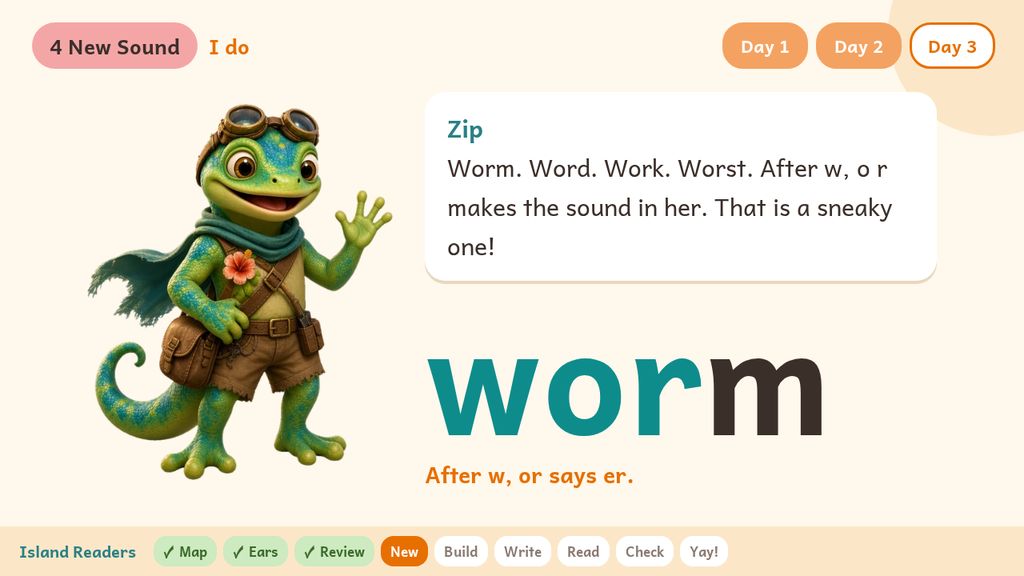 4 New Sound
I do
Day 1
Day 2
Day 3
Zip
Worm. Word. Work. Worst. After w, o r
makes the sound in her. That is a sneaky
one!
worm
After w, or says er.
Island Readers
✓ Map
✓ Ears
✓ Review
New
Build
Write
Read
Check
Yay!